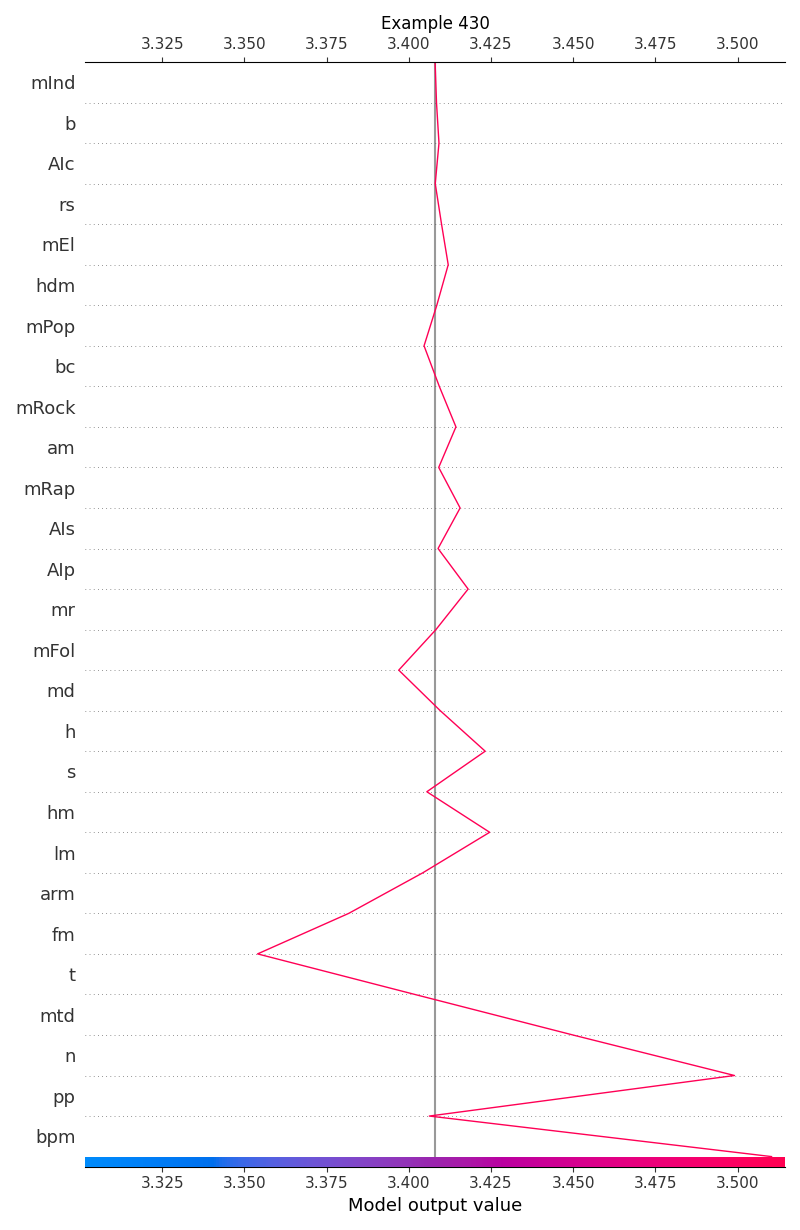 Example 430
3.325 3.350 3.375 3.400 3.425 3.450 3.475 3.500
mInd
b
AIc
rs
mEl
hdm
mPop
bc
mRock
am
mRap
AIs
AIp
mr
mFol
md
h
s
hm
lm
arm
fm
t
mtd
n
pp
bpm
3.325 3.350 3.375 3.400 3.425 3.450 3.475 3.500
Model output value